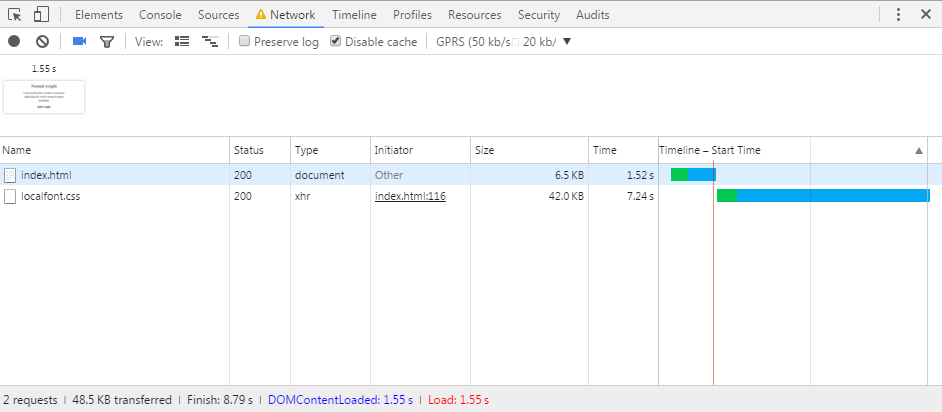 Elements Console Sources Network Timeline Profiles Resources Security Audits
View: Preserve log Disable cache GPRS (50 kb/s 20 kb/
1.55 s
Normal weight
Name Status Type Initiator Size Time Timeline – Start Time
index.html 200 document Other 6.5 KB 1.52 s
localfont.css 200 xhr index.html:116 42.0 KB 7.24 s
2 requests | 48.5 KB transferred | Finish: 8.79 s | DOMContentLoaded: 1.55 s | Load: 1.55 s